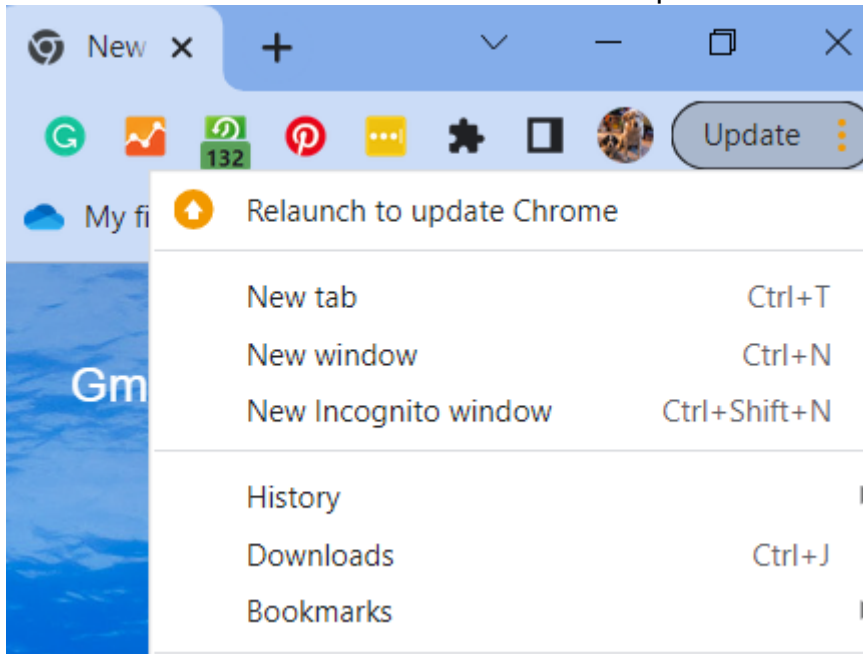 New
Update
132
My fi
Relaunch to update Chrome
New tab Ctrl+T
New window Ctrl+N
Gm
New Incognito window Ctrl+Shift+N
History
Downloads Ctrl+J
Bookmarks